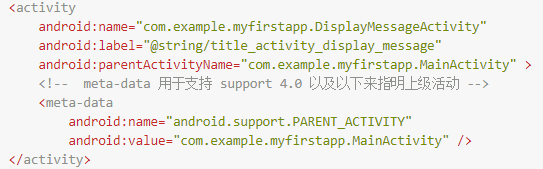 <activity
android:name="com.example.myfirstapp.DisplayMessageActivity"
android:label="@string/title_activity_display_message"
android:parentActivityName="com.example.myfirstapp.MainActivity" >
<!-- meta-data 用于支持 support 4.0 以及以下来指明上级活动 -->
<meta-data
android:name="android.support.PARENT_ACTIVITY"
android:value="com.example.myfirstapp.MainActivity" />
</activity>